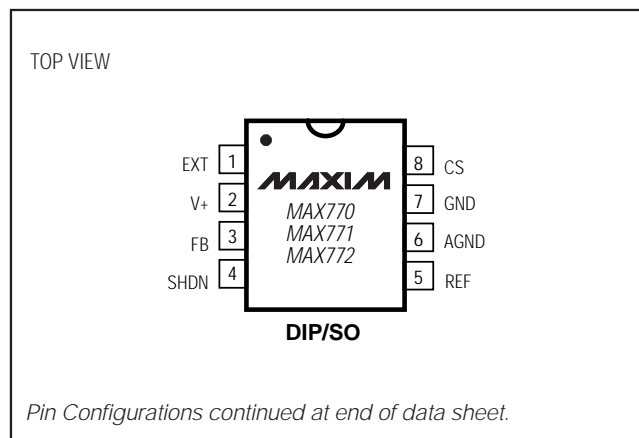 TOP VIEW
EXT 1
V+ 2
FB 3
SHDN 4
MAXIM
MAX770
MAX771
MAX772
8 CS
7 GND
6 AGND
5 REF
DIP/SO
Pin Configurations continued at end of data sheet.